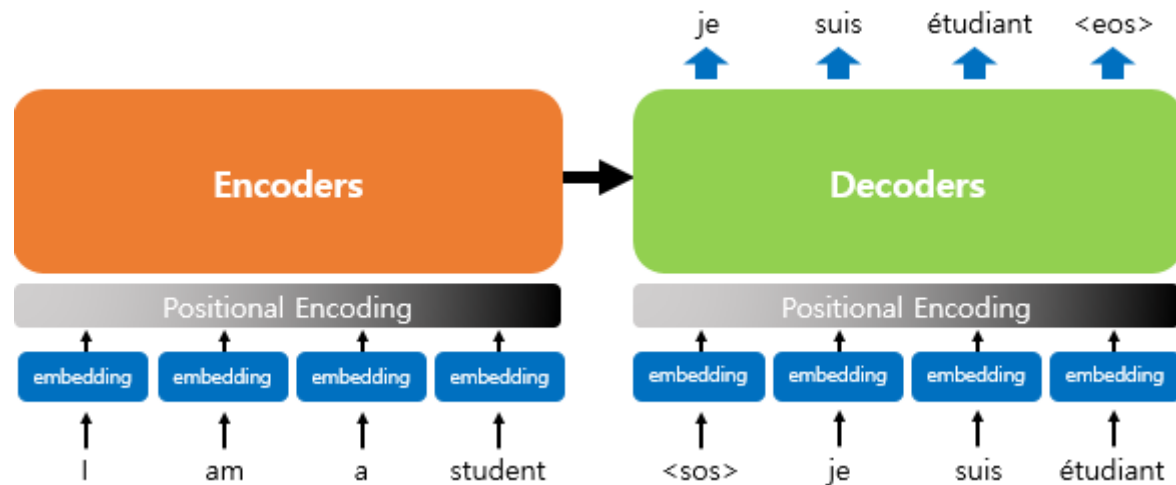 je suis étudiant <eos>
Encoders
Decoders
Positional Encoding
Positional Encoding
embedding embedding embedding embedding
embedding embedding embedding embedding
I am a student
<sos> je suis étudiant